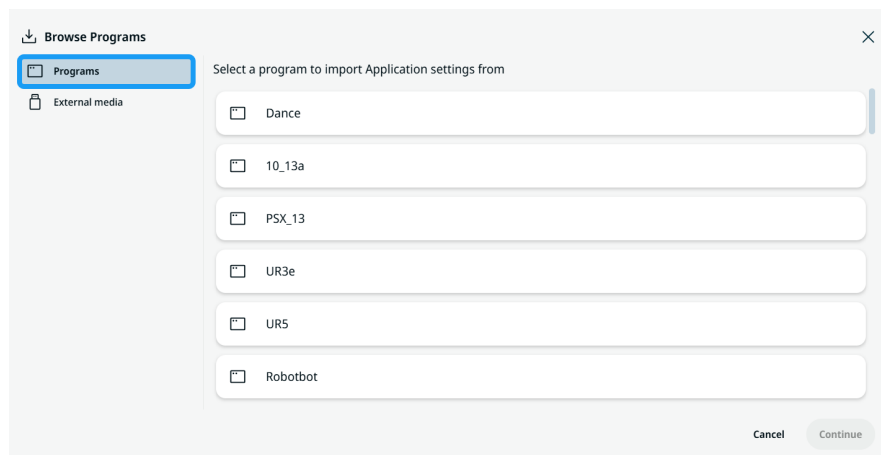 Browse Programs
Programs
External media
Select a program to import Application settings from
Dance
10_13a
PSX_13
UR3e
UR5
Robotbot
Cancel
Continue